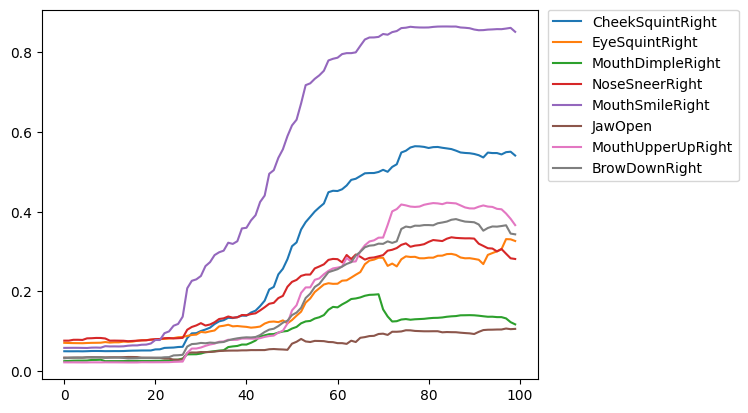 CheekSquintRight
EyeSquintRight
MouthDimpleRight
NoseSneerRight
MouthSmileRight
JawOpen
MouthUpperUpRight
BrowDownRight
0.8
0.6
0.4
0.2
0.0
0 20 40 60 80 100